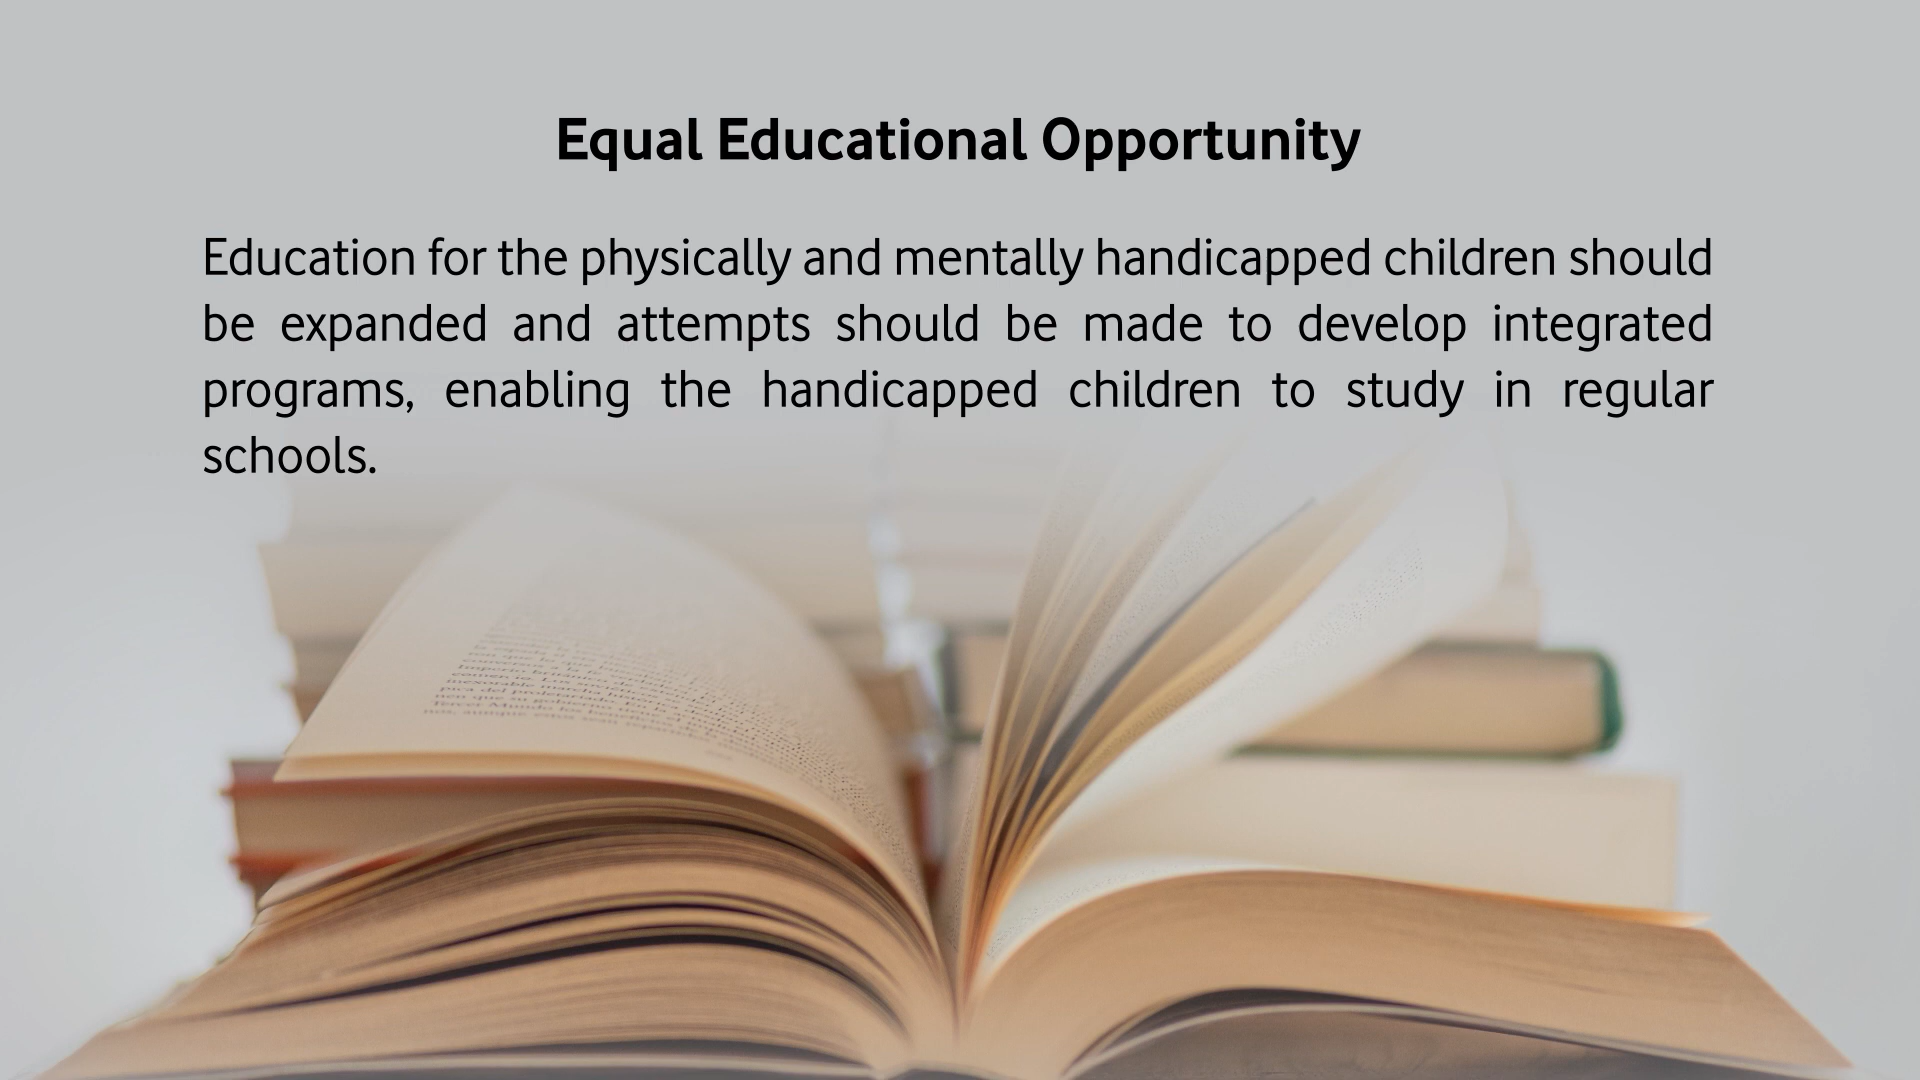 Equal Educational Opportunity
Education for the physically and mentally handicapped children should
be expanded and attempts should be made to develop integrated
programs, enabling the handicapped children to study in regular
schools.